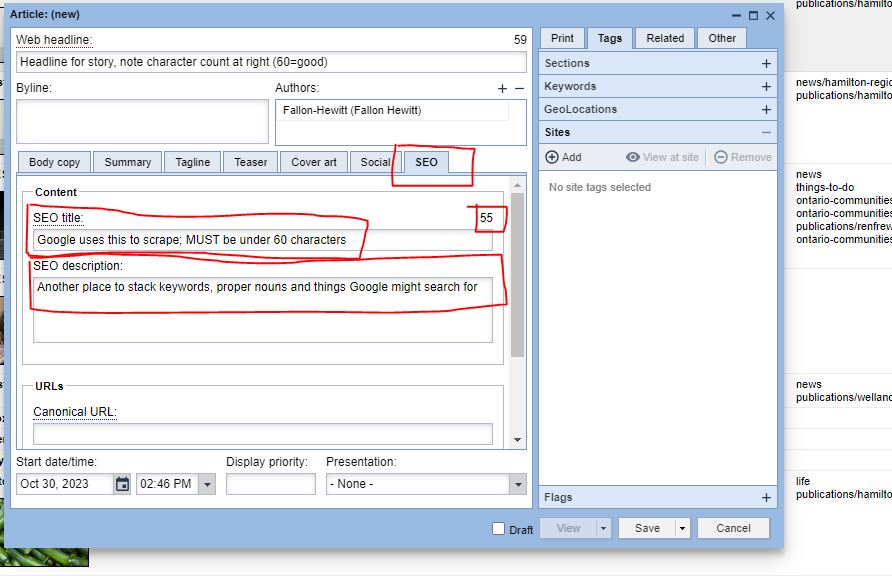 Article: (new)
Web headline: 59
Headline for story, note character count at right (60=good)
Byline:
Authors:
Fallon-Hewitt (Fallon Hewitt)
Body copy
Summary
Tagline
Teaser
Cover art
Social
SEO
Content
SEO title: 55
Google uses this to scrape; MUST be under 60 characters
SEO description:
Another place to stack keywords, proper nouns and things Google might search for
URLs
Canonical URL:
Start date/time:
Display priority:
Presentation:
Oct 30, 2023
02:46 PM
- None -
Print
Tags
Related
Other
Sections
Keywords
GeoLocations
Sites
Add
View at site
Remove
No site tags selected
Flags
Draft
View
Save
Cancel
publications/hamilto
news/hamilton-regio
publications/hamilto
news
things-to-do
ontario-communities
publications/renfrew
ontario-communities
news
publications/welland
life
publications/hamilto